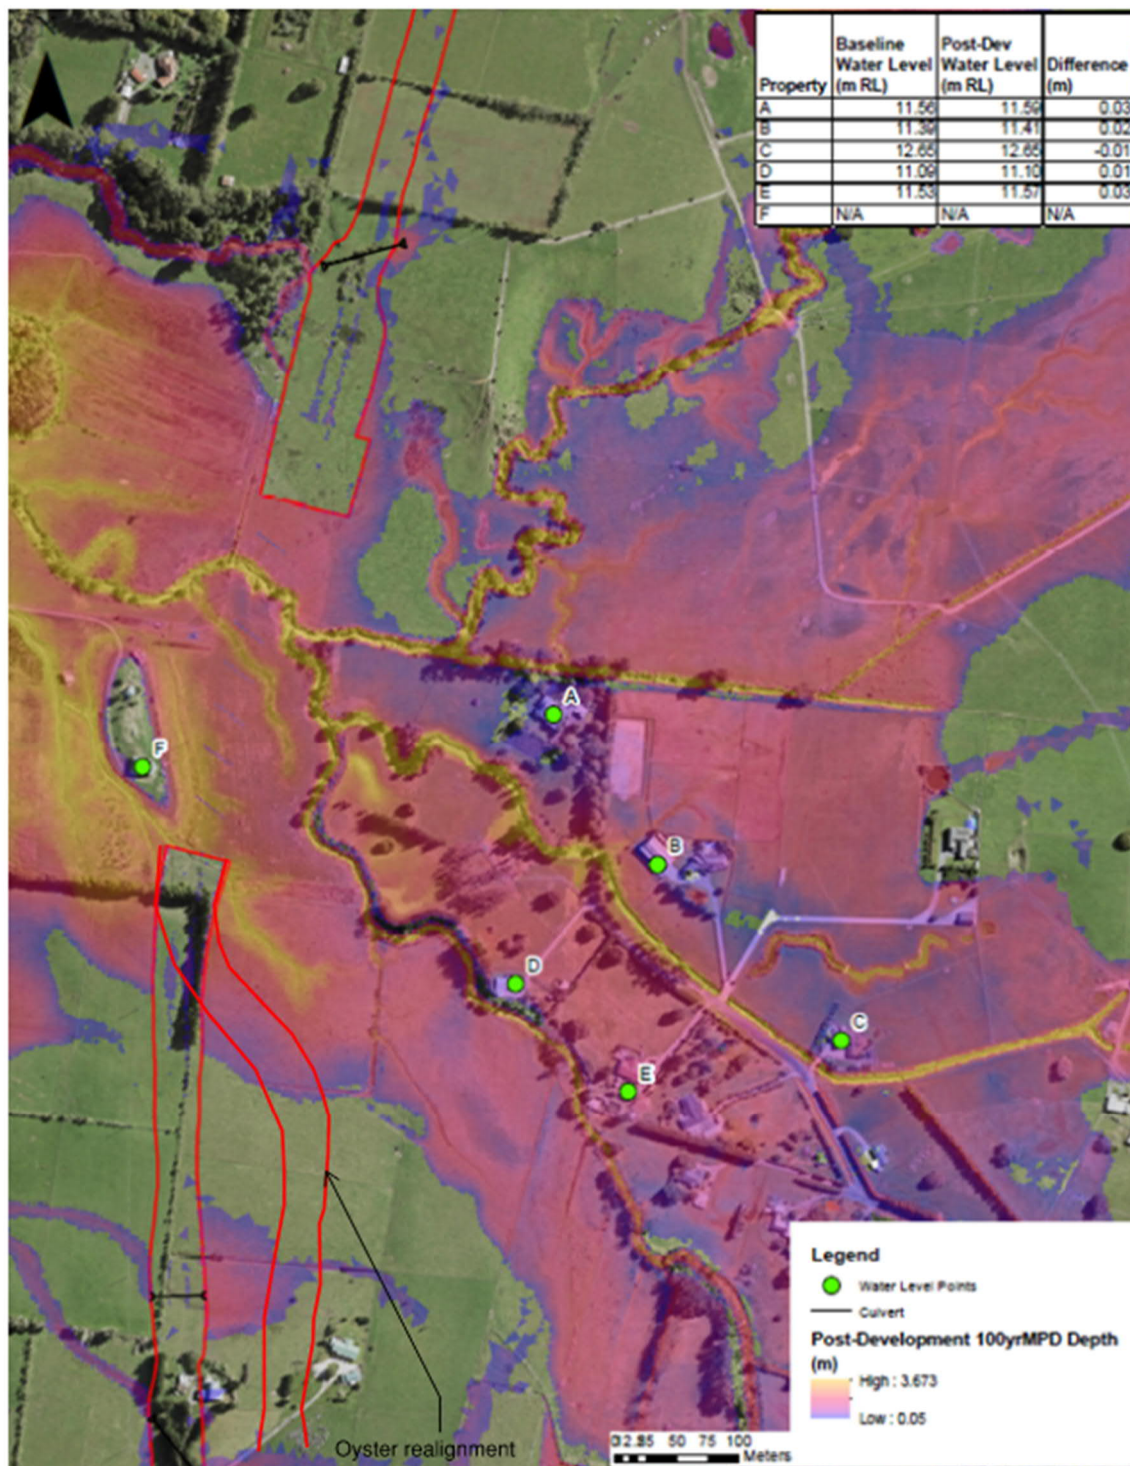 Property Baseline Water Level (m RL) Post-Dev Water Level (m RL) Difference (m)
A 11.56 11.59 0.03
B 11.39 11.41 0.02
C 12.65 12.65 -0.01
D 11.09 11.10 0.01
E 11.53 11.57 0.03
F N/A N/A N/A
A
F
B
D
C
E
Legend
Water Level Points
Culvert
Post-Development 100yrMPD Depth
(m)
High : 3.673
Low : 0.05
Oyster realignment
50 75 100
Meters